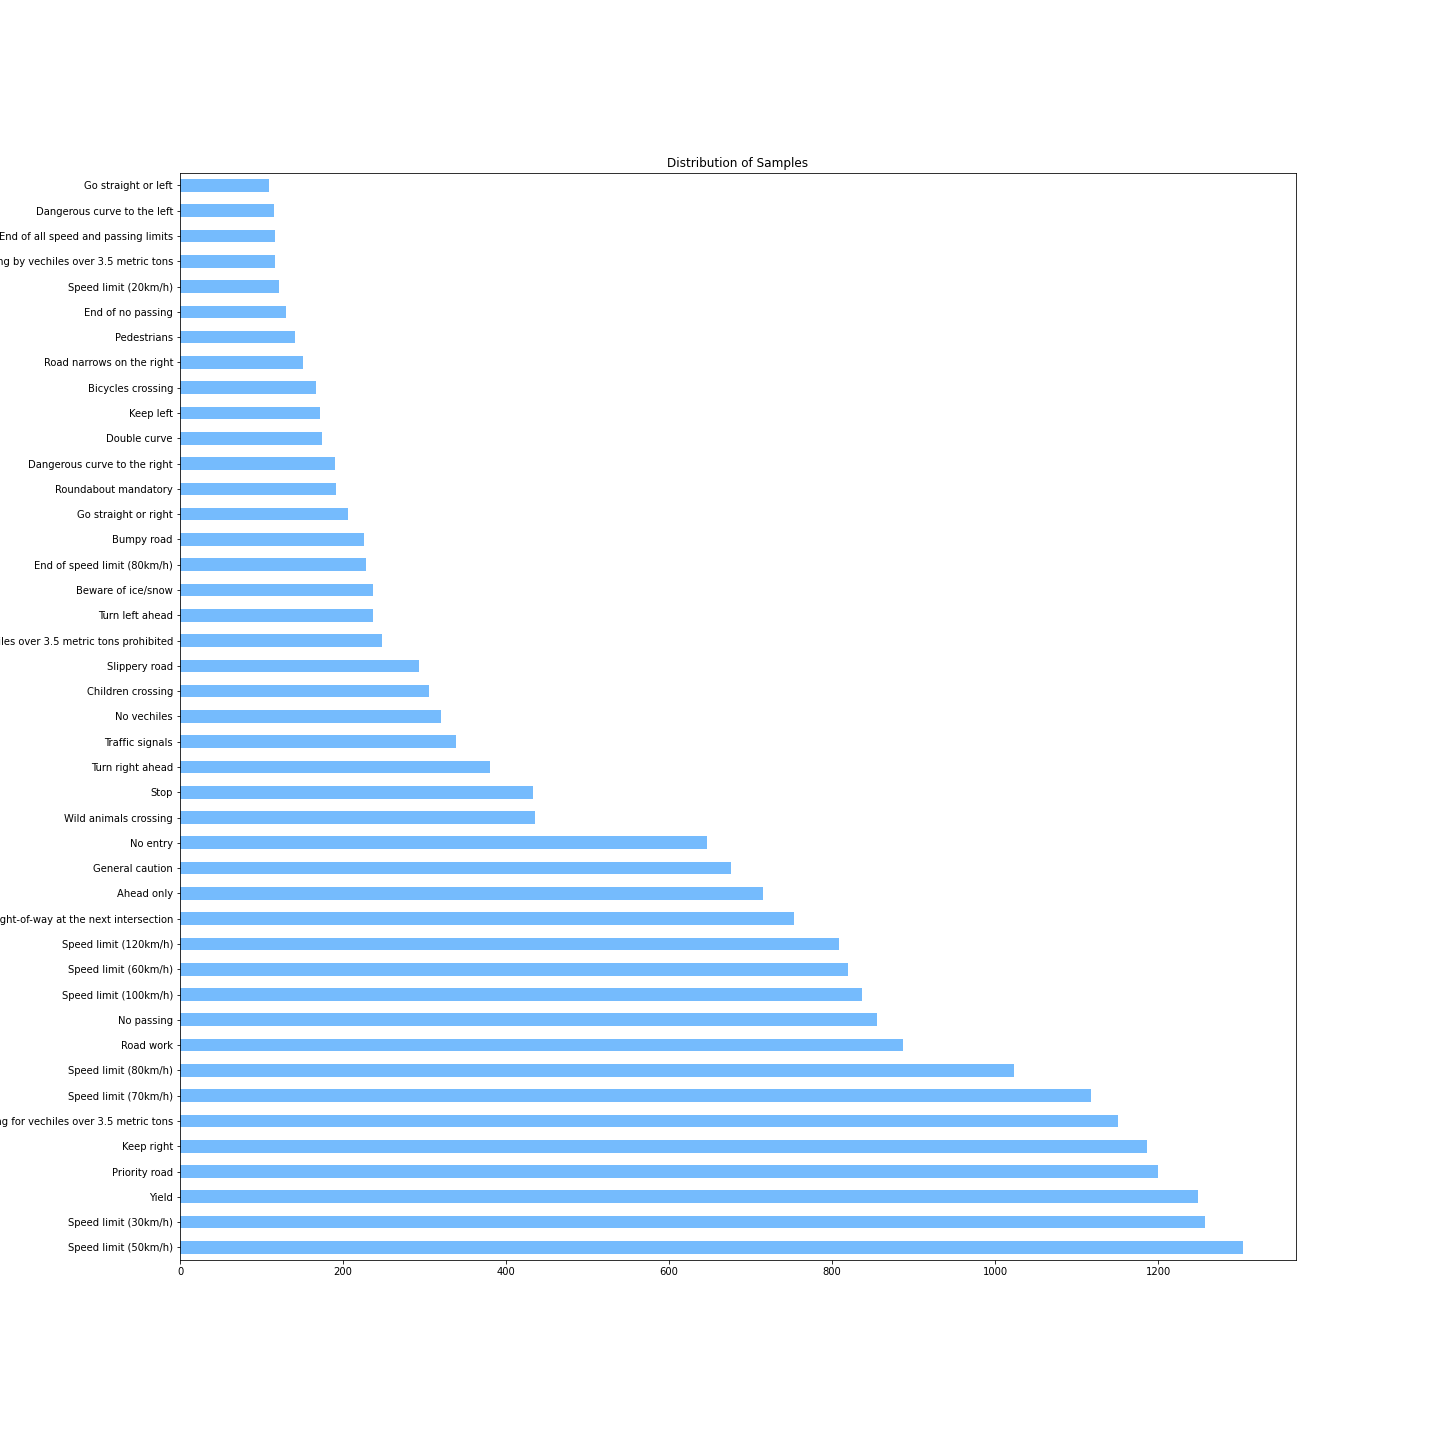 Distribution of Samples
Go straight or left
Dangerous curve to the left
End of all speed and passing limits
by vechiles over 3.5 metric tons
Speed limit (20km/h)
End of no passing
Pedestrians
Road narrows on the right
Bicycles crossing
Keep left
Double curve
Dangerous curve to the right
Roundabout mandatory
Go straight or right
Bumpy road
End of speed limit (80km/h)
Beware of ice/snow
Turn left ahead
over 3.5 metric tons prohibited
Slippery road
Children crossing
No vechiles
Traffic signals
Turn right ahead
Stop
Wild animals crossing
No entry
General caution
Ahead only
at the next intersection
Speed limit (120km/h)
Speed limit (60km/h)
Speed limit (100km/h)
No passing
Road work
Speed limit (80km/h)
Speed limit (70km/h)
for vechiles over 3.5 metric tons
Keep right
Priority road
Yield
Speed limit (30km/h)
Speed limit (50km/h)
0 200 400 600 800 1000 1200